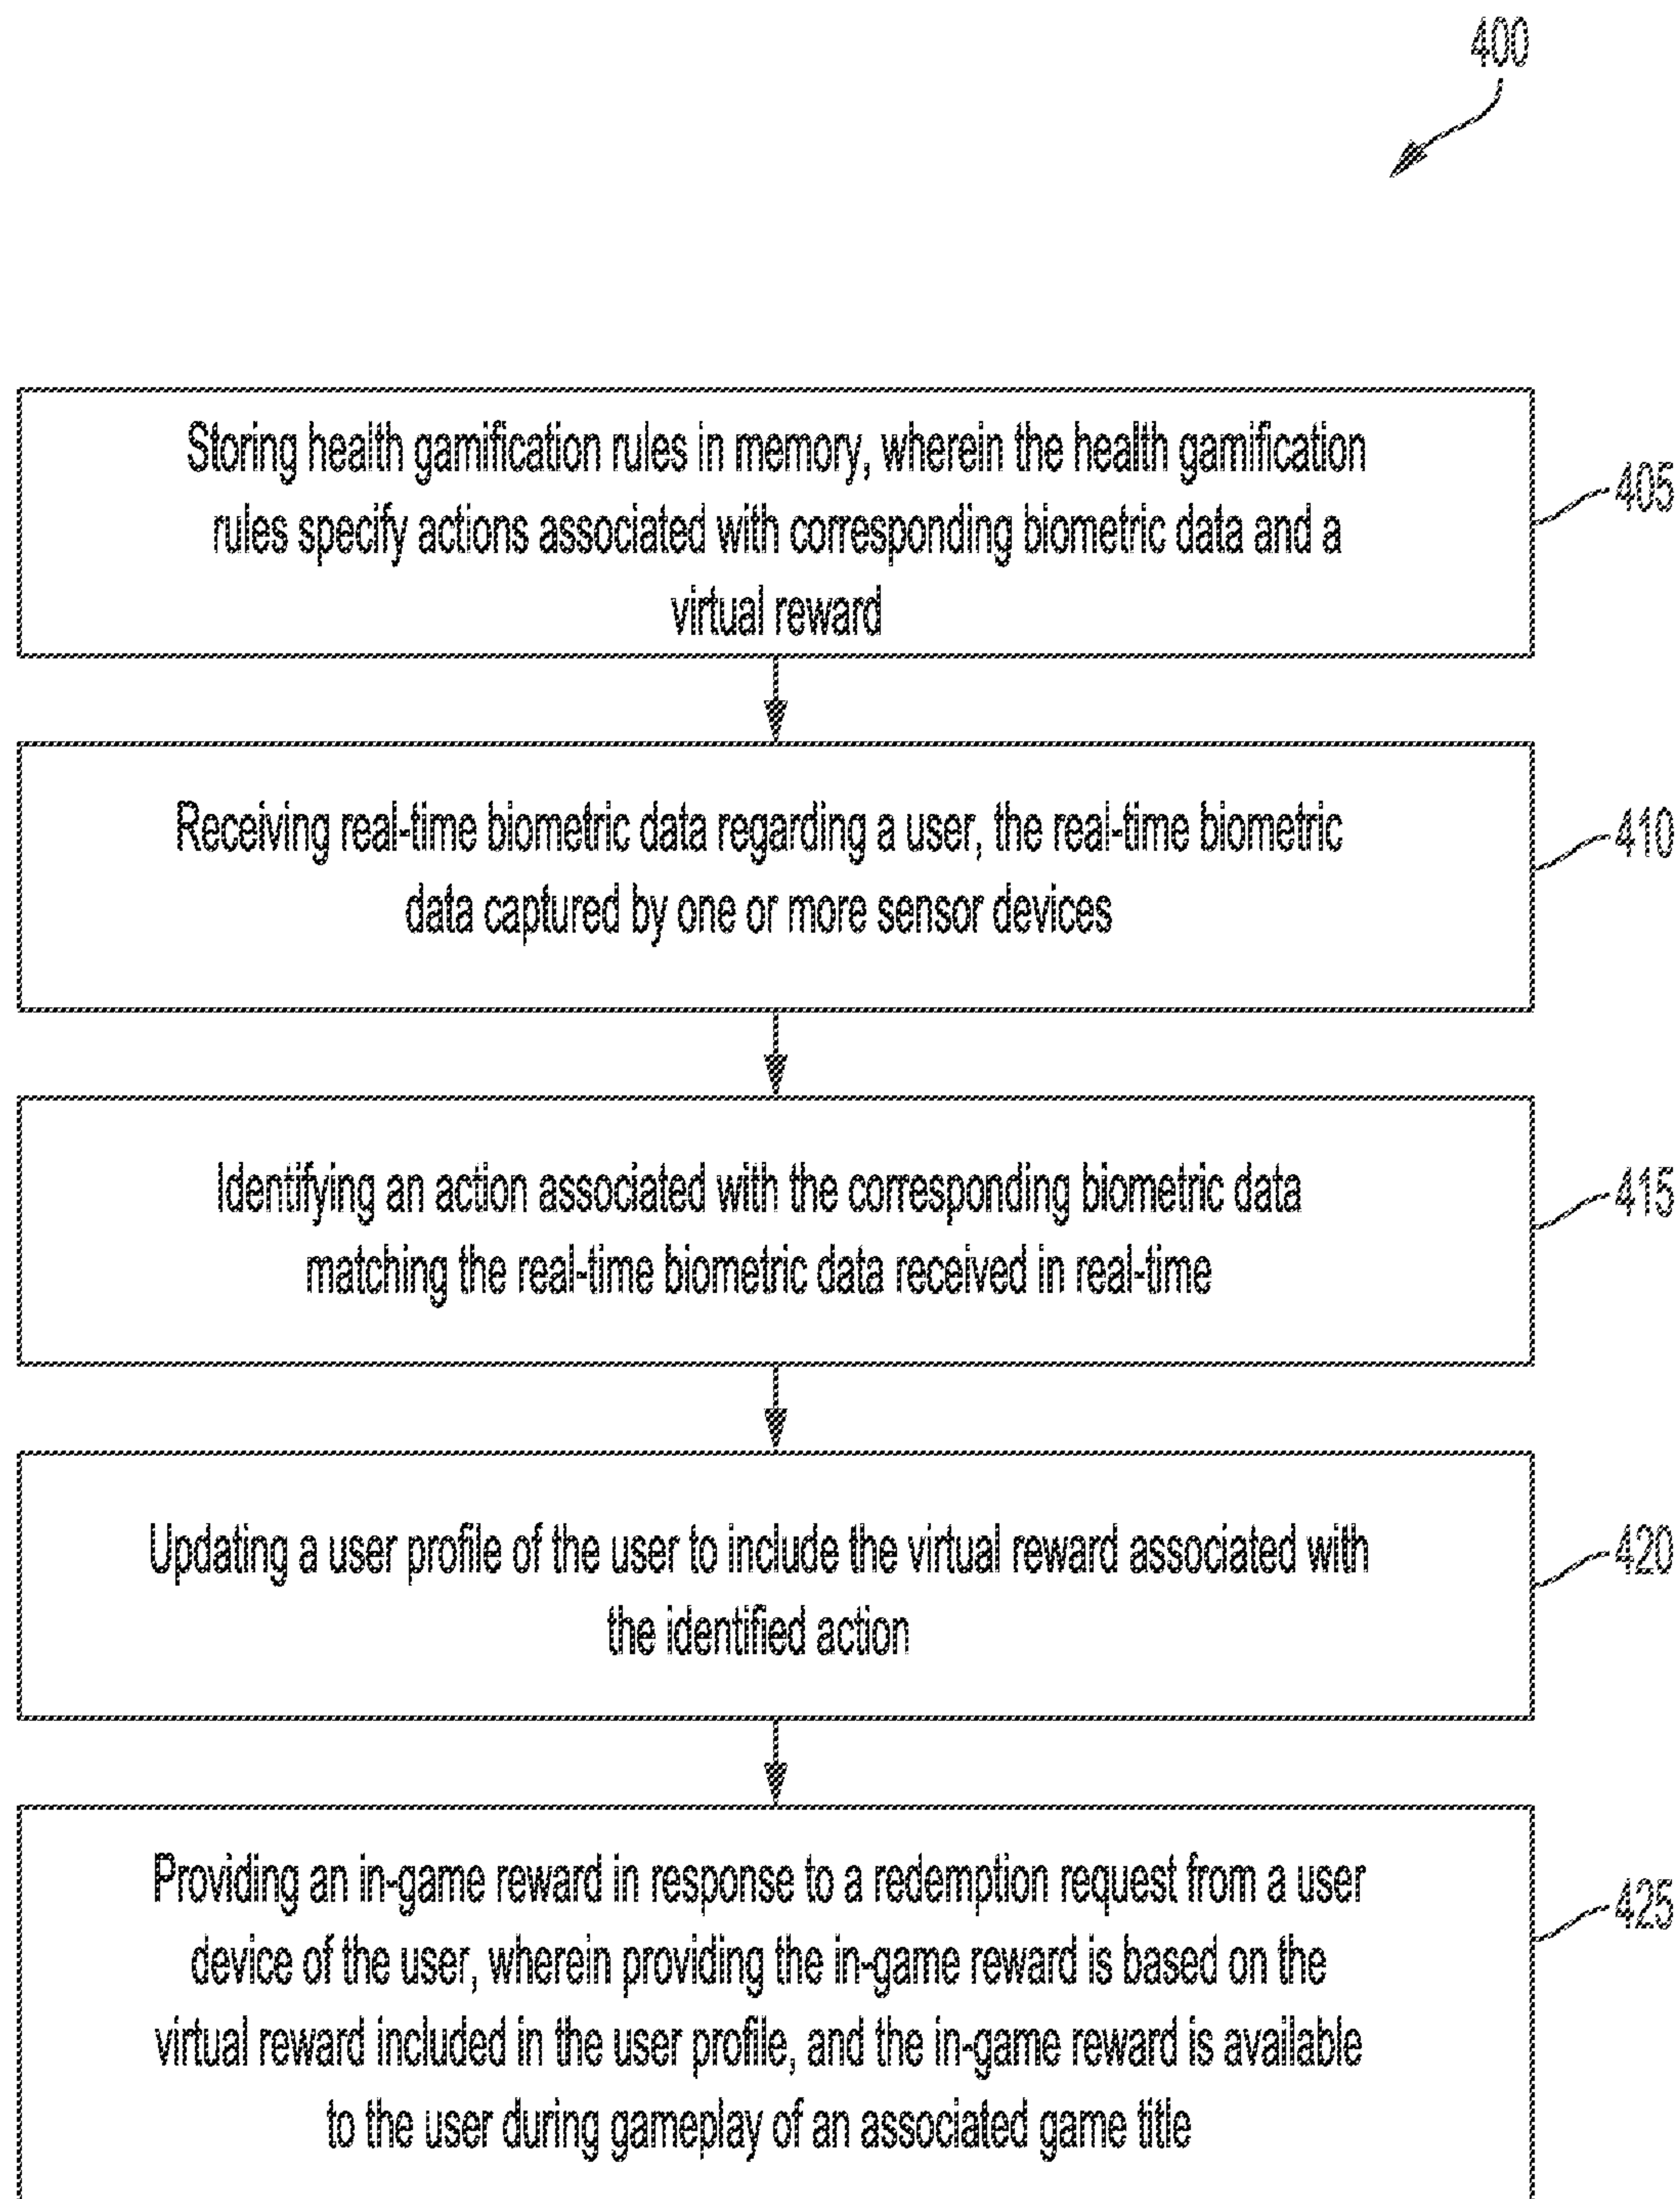 400
Storing health gamification rules in memory, wherein the health gamification
rules specify actions associated with corresponding biometric data and a
virtual reward
405
Receiving real-time biometric data regarding a user, the real-time biometric
data captured by one or more sensor devices
410
Identifying an action associated with the corresponding biometric data
matching the real-time biometric data received in real-time
415
Updating a user profile of the user to include the virtual reward associated with
the identified action
420
Providing an in-game reward in response to a redemption request from a user
device of the user, wherein providing the in-game reward is based on the
virtual reward included in the user profile, and the in-game reward is available
to the user during gameplay of an associated game title
425